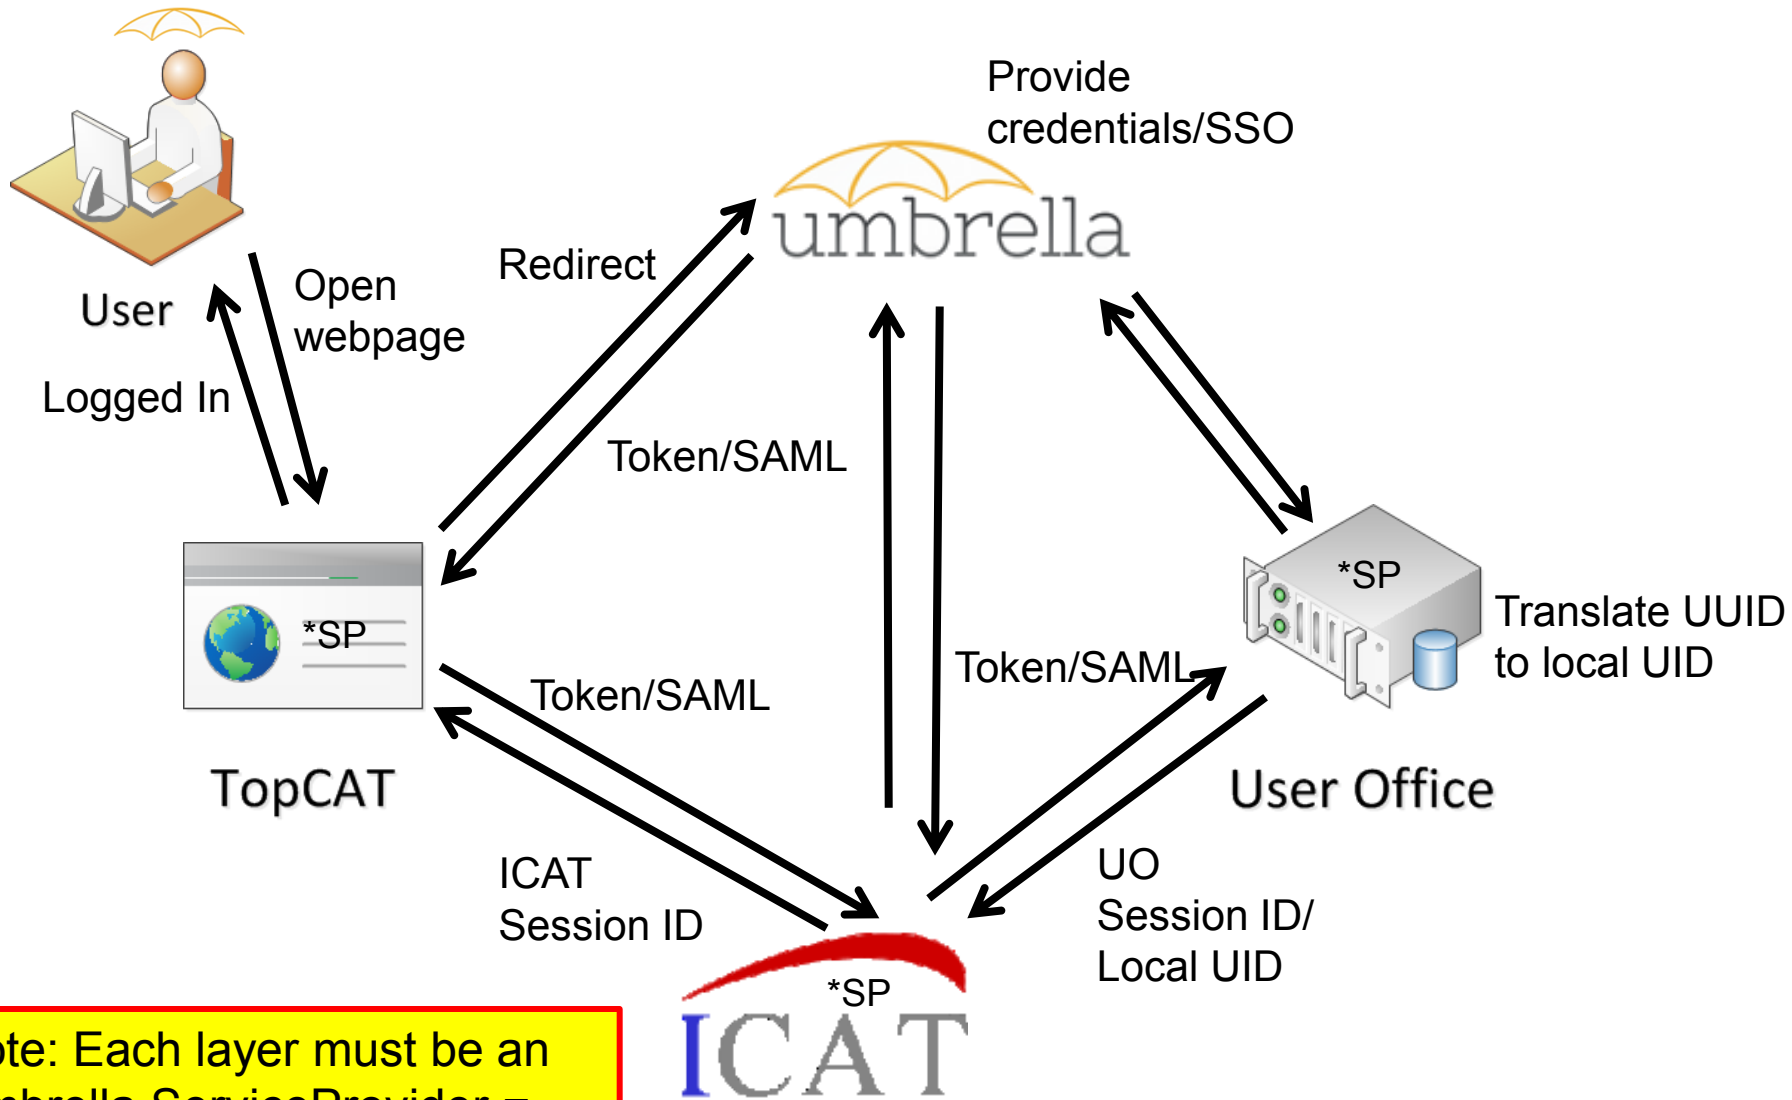 Provide
credentials/SSO
umbrella
Redirect
Open
webpage
User
Logged In
Token/SAML
*SP
*SP
Translate UUID
to local UID
Token/SAML
Token/SAML
TopCAT
User Office
ICAT
Session ID
UO
Session ID/
Local UID
*SP
ICAT
Each layer must be an
ServiceProvider =